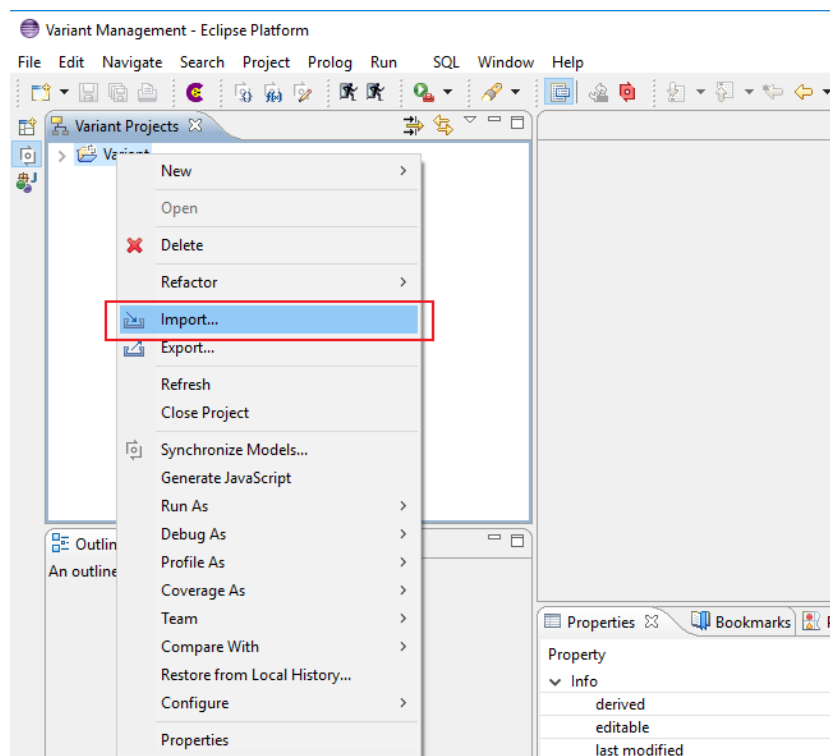 Variant Management - Eclipse Platform
File Edit Navigate Search Project Prolog Run SQL Window Help
Variant Projects
New
Open
Delete
Refactor
Import...
Export...
Refresh
Close Project
Synchronize Models...
Generate JavaScript
Run As
Debug As
Profile As
Coverage As
Team
Compare With
Restore from Local History...
Configure
Properties
Outlin
An outline
Properties Bookmarks
Property
Info
derived
editable
last modified